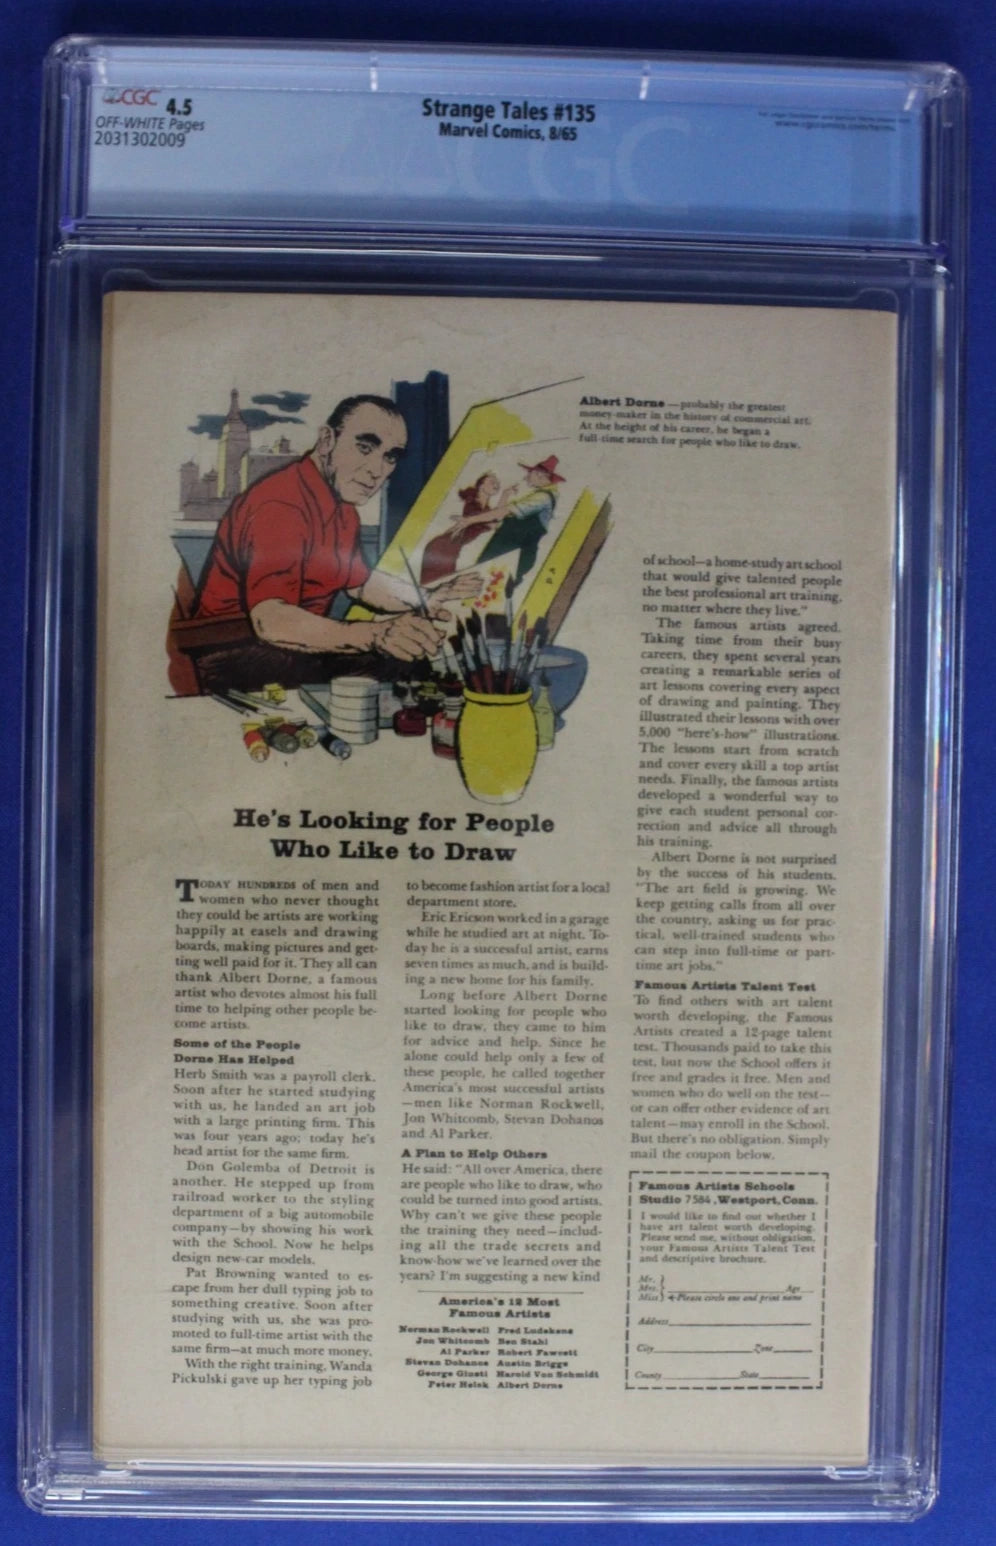 CGC 4.5
OFF-WHITE Pages
2031302009
Strange Tales #135
Marvel Comics, 8/65
CGC
Albert Dorne—probably the greatest
money-maker in the history of commercial art.
At the height of his career, he began a
full-time search for people who like to draw.
He's Looking for People
Who Like to Draw
TODAY HUNDREDS of men and
women who never thought
they could be artists are working
happily at easels and drawing
boards, making pictures and get-
ting well paid for it. They all can
thank Albert Dorne, a famous
artist who devotes almost his full
time to helping other people be-
come artists.
Some of the People
Dorne Has Helped
Herb Smith was a payroll clerk.
Soon after he started studying
with us, he landed an art job
with a large printing firm. This
was four years ago; today he's
head artist for the same firm.
Don Golemba of Detroit is
another. He stepped up from
railroad worker to the styling
department of a big automobile
company—by showing his work
with the School. Now he helps
design new-car models.
Pat Browning wanted to es-
cape from her dull typing job to
something creative. Soon after
studying with us, she was pro-
moted to full-time artist with the
same firm—at much more money.
With the right training, Wanda
Pickulski gave up her typing job
to become fashion artist for a local
department store.
Eric Ericson worked in a garage
while he studied art at night. To-
day he is a successful artist, earns
seven times as much, and is build-
ing a new home for his family.
Long before Albert Dorne
started looking for people who
like to draw, they came to him
for advice and help. Since he
alone could help only a few of
these people, he called together
America's most successful artists
—men like Norman Rockwell,
Jon Whitcomb, Stevan Dohanos
and Al Parker.
A Plan to Help Others
He said: "All over America, there
are people who like to draw, who
could be turned into good artists.
Why can't we give these people
the training they need—includ-
ing all the trade secrets and
know-how we've learned over the
years? I'm suggesting a new kind
America's 12 Most
Famous Artists
Norman Rockwell Fred Ludekens
Jon Whitcomb Ben Stahl
Al Parker Robert Fawcett
Stevan Dohanos Austin Briggs
George Giusti Harold Von Schmidt
Peter Helck Albert Dorne
of school—a home-study art school
that would give talented people
the best professional art training,
no matter where they live."
The famous artists agreed.
Taking time from their busy
careers, they spent several years
creating a remarkable series of
art lessons covering every aspect
of drawing and painting. They
illustrated their lessons with over
5,000 "here's-how" illustrations.
The lessons start from scratch
and cover every skill a top artist
needs. Finally, the famous artists
developed a wonderful way to
give each student personal cor-
rection and advice all through
his training.
Albert Dorne is not surprised
by the success of his students.
"The art field is growing. We
keep getting calls from all over
the country, asking us for prac-
tical, well-trained students who
can step into full-time or part-
time art jobs."
Famous Artists Talent Test
To find others with art talent
worth developing, the Famous
Artists created a 12-page talent
test. Thousands paid to take this
test, but now the School offers it
free and grades it free. Men and
women who do well on the test—
or can offer other evidence of art
talent—may enroll in the School.
But there's no obligation. Simply
mail the coupon below.
Famous Artists Schools
Studio 7584, Westport, Conn.
I would like to find out whether I
have art talent worth developing.
Please send me, without obligation,
your Famous Artists Talent Test
and descriptive brochure.
Mr.
Mrs. Age
Miss Please circle one and print name
Address
City Zone
County State